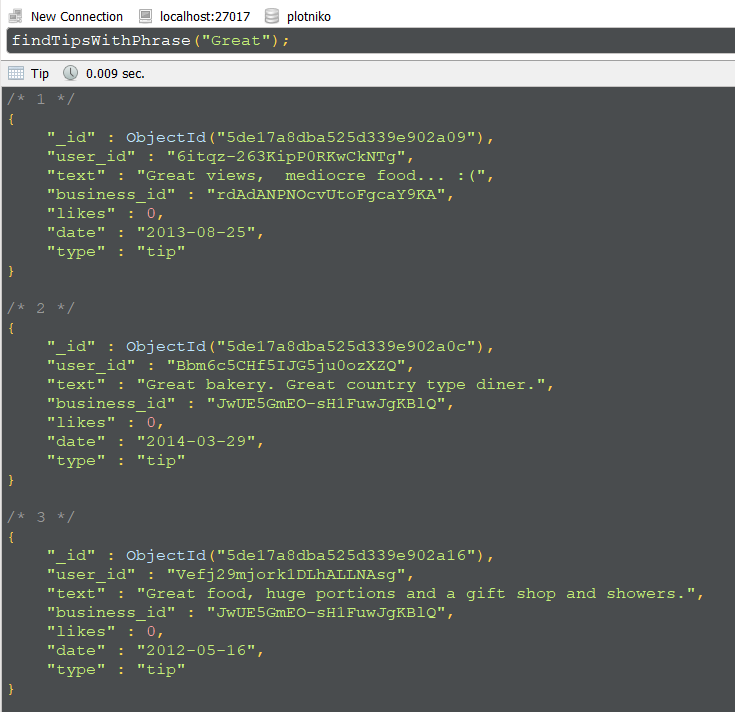 New Connection localhost:27017 plotniko
findTipsWithPhrase("Great");
Tip 0.009 sec.
/* 1 */
{
    "_id" : ObjectId("5de17a8dba525d339e902a09"),
    "user_id" : "6itqz-263KipP0RKwCkNTg",
    "text" : "Great views,  mediocre food... :(",
    "business_id" : "rdAdANPNOcvUtoFgcaY9KA",
    "likes" : 0,
    "date" : "2013-08-25",
    "type" : "tip"
}
/* 2 */
{
    "_id" : ObjectId("5de17a8dba525d339e902a0c"),
    "user_id" : "Bbm6c5CHf5IJG5ju0ozXZQ",
    "text" : "Great bakery. Great country type diner.",
    "business_id" : "JwUE5GmEO-sH1FuwJgKBlQ",
    "likes" : 0,
    "date" : "2014-03-29",
    "type" : "tip"
}
/* 3 */
{
    "_id" : ObjectId("5de17a8dba525d339e902a16"),
    "user_id" : "Vefj29mjork1DLhALLNAsg",
    "text" : "Great food, huge portions and a gift shop and showers.",
    "business_id" : "JwUE5GmEO-sH1FuwJgKBlQ",
    "likes" : 0,
    "date" : "2012-05-16",
    "type" : "tip"
}